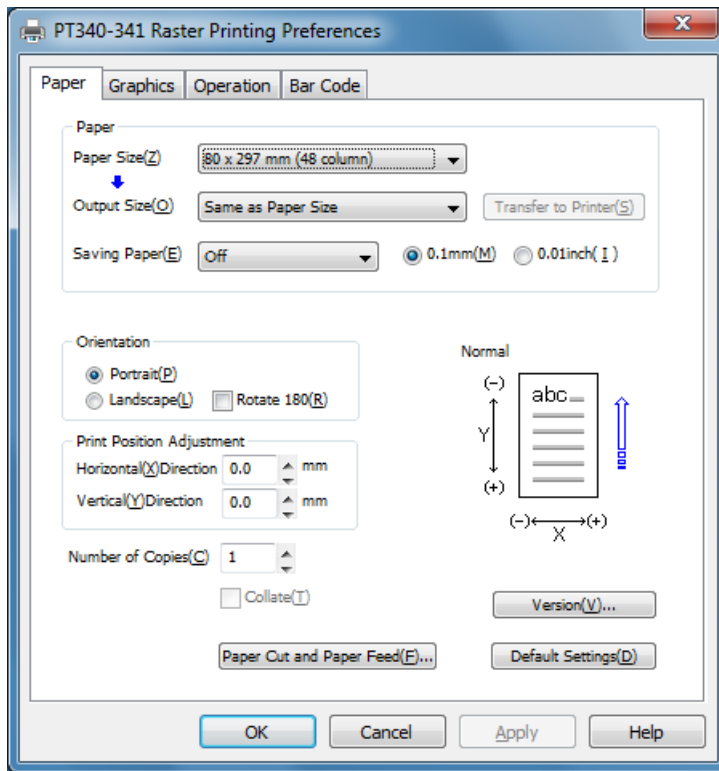 PT340-341 Raster Printing Preferences
Paper Graphics Operation Bar Code
Paper
Paper Size(Z) 80 x 297 mm (48 column)
Output Size(O) Same as Paper Size Transfer to Printer(S)
Saving Paper(E) Off 0.1mm(M) 0.01inch( I )
Orientation
Portrait(P)
Landscape(L) Rotate 180(R)
Normal
(-)
abc
Y
(+)
(-) (+)
X
Print Position Adjustment
Horizontal(X)Direction 0.0 mm
Vertical(Y)Direction 0.0 mm
Number of Copies(C) 1
Collate(T)
Version(V)...
Paper Cut and Paper Feed(F)... Default Settings(D)
OK Cancel Apply Help